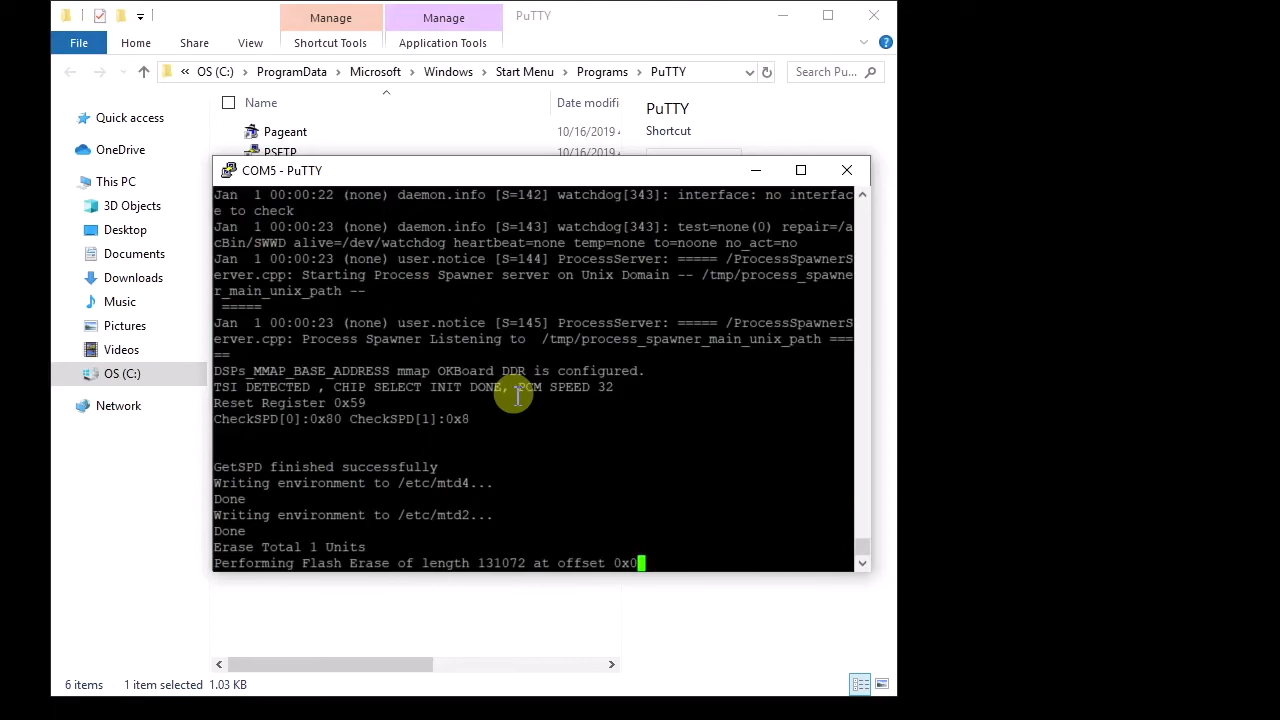 Manage
Manage
PuTTY
File
Home
Share
View
Shortcut Tools
Application Tools
« OS (C:) > ProgramData > Microsoft > Windows > Start Menu > Programs > PuTTY
Search Pu...
Quick access
OneDrive
This PC
3D Objects
Desktop
Documents
Downloads
Music
Pictures
Videos
OS (C:)
Network
Name
Date modifi
Pageant
10/16/2019 4
PSFTP
10/16/2019 4
PuTTY
Shortcut
COM5 - PuTTY
Jan  1 00:00:22 (none) daemon.info [S=142] watchdog[343]: interface: no interfac
e to check
Jan  1 00:00:23 (none) daemon.info [S=143] watchdog[343]: test=none(0) repair=/a
cBin/SWWD alive=/dev/watchdog heartbeat=none temp=none to=noone no_act=no
Jan  1 00:00:23 (none) user.notice [S=144] ProcessServer: ===== /ProcessSpawnerS
erver.cpp: Starting Process Spawner server on Unix Domain -- /tmp/process_spawne
r_main_unix_path --
 =====
Jan  1 00:00:23 (none) user.notice [S=145] ProcessServer: ===== /ProcessSpawnerS
erver.cpp: Process Spawner Listening to  /tmp/process_spawner_main_unix_path ===
==
DSPs_MMAP_BASE_ADDRESS mmap OKBoard DDR is configured.
TSI DETECTED , CHIP SELECT INIT DONE, PCM SPEED 32
Reset Register 0x59
CheckSPD[0]:0x80 CheckSPD[1]:0x8
GetSPD finished successfully
Writing environment to /etc/mtd4...
Done
Writing environment to /etc/mtd2...
Done
Erase Total 1 Units
Performing Flash Erase of length 131072 at offset 0x0
6 items
1 item selected
1.03 KB